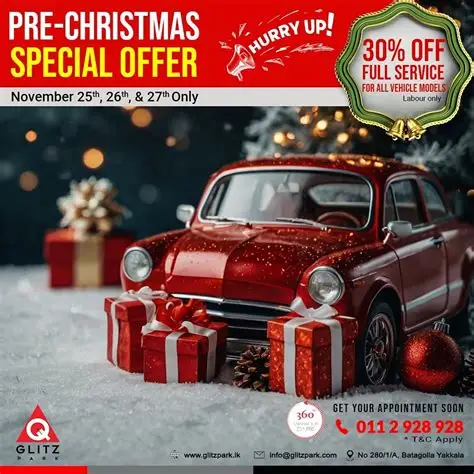 PRE-CHRISTMAS
SPECIAL OFFER
HURRY UP!
November 25th, 26th, & 27th Only
30% OFF
FULL SERVICE
FOR ALL VEHICLE MODELS
Labour only
GLITZ
PARK
360
GET YOUR APPOINTMENT SOON
011 2 928 928
* T&C Apply
www.glitzpark.lk
info@glitzpark.com
No 280/1/A, Batagolla Yakkala